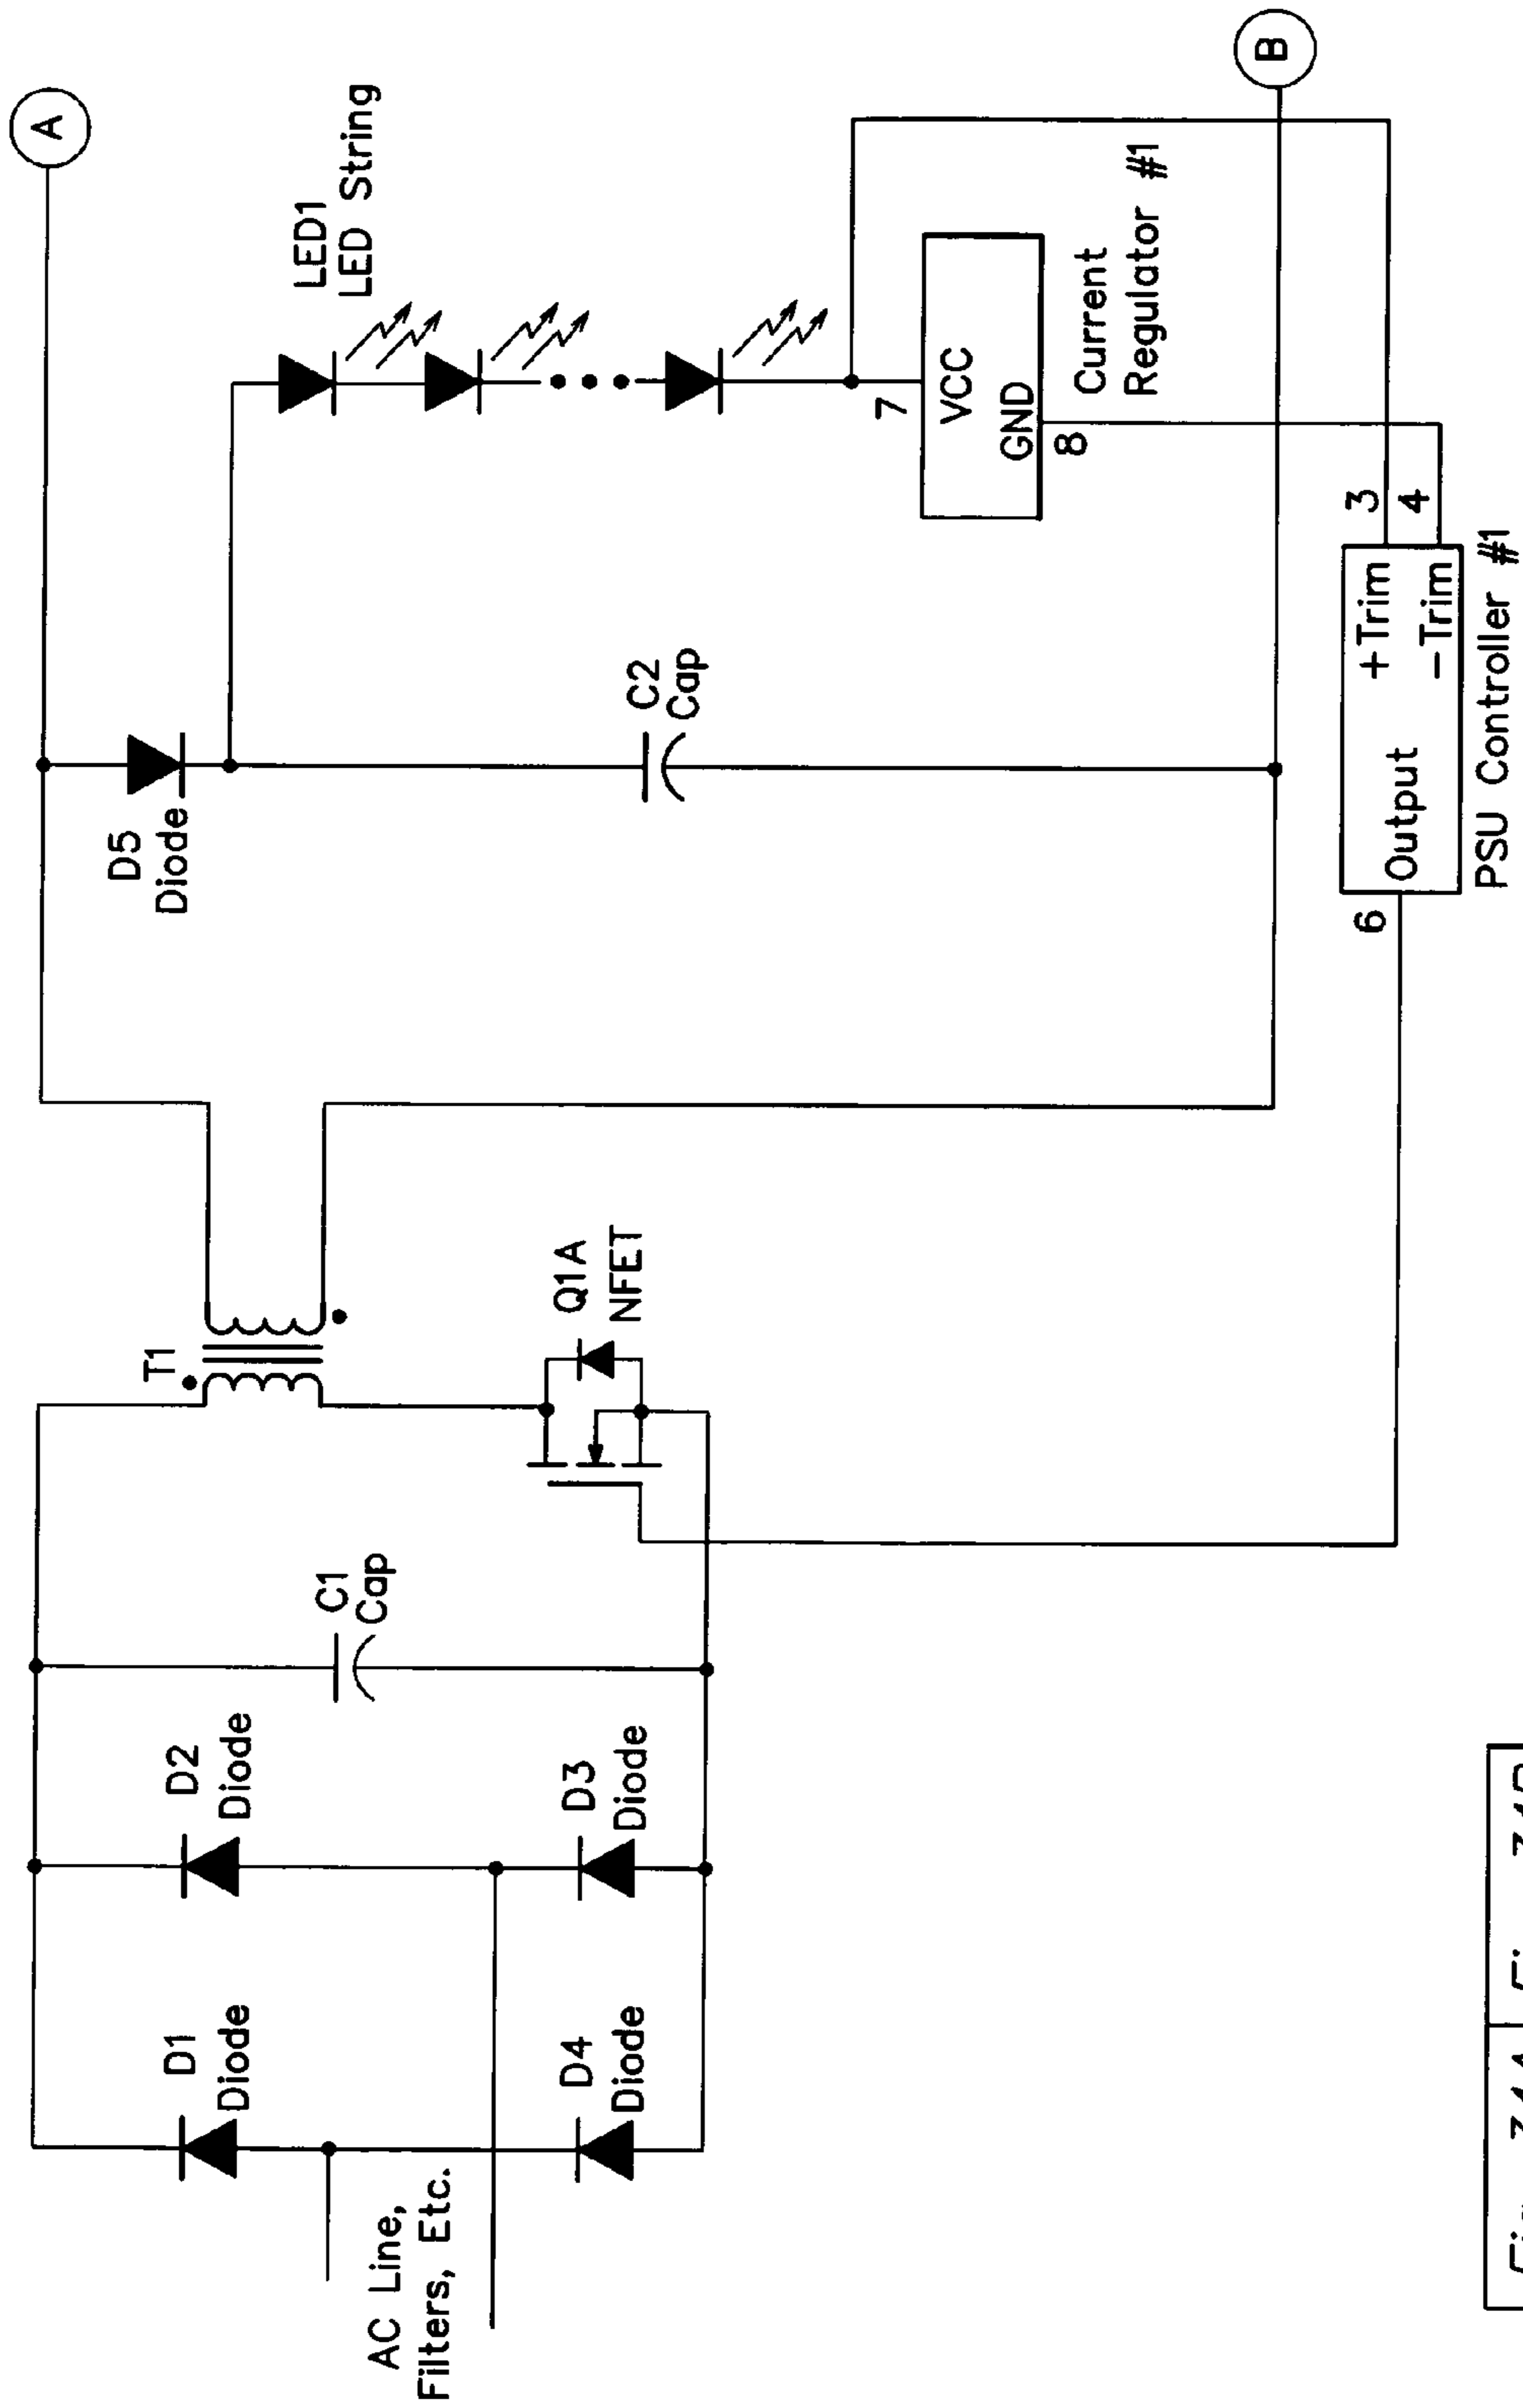 A
LED1
LED String
D5
Diode
C2
Cap
7
VCC
GND
8
Current
Regulator #1
B
3
4
+Trim
-Trim
Output
6
PSU Controller #1
T1
Q1A
NFET
C1
Cap
D1
Diode
D2
Diode
D3
Diode
D4
Diode
AC Line,
Filters, Etc.